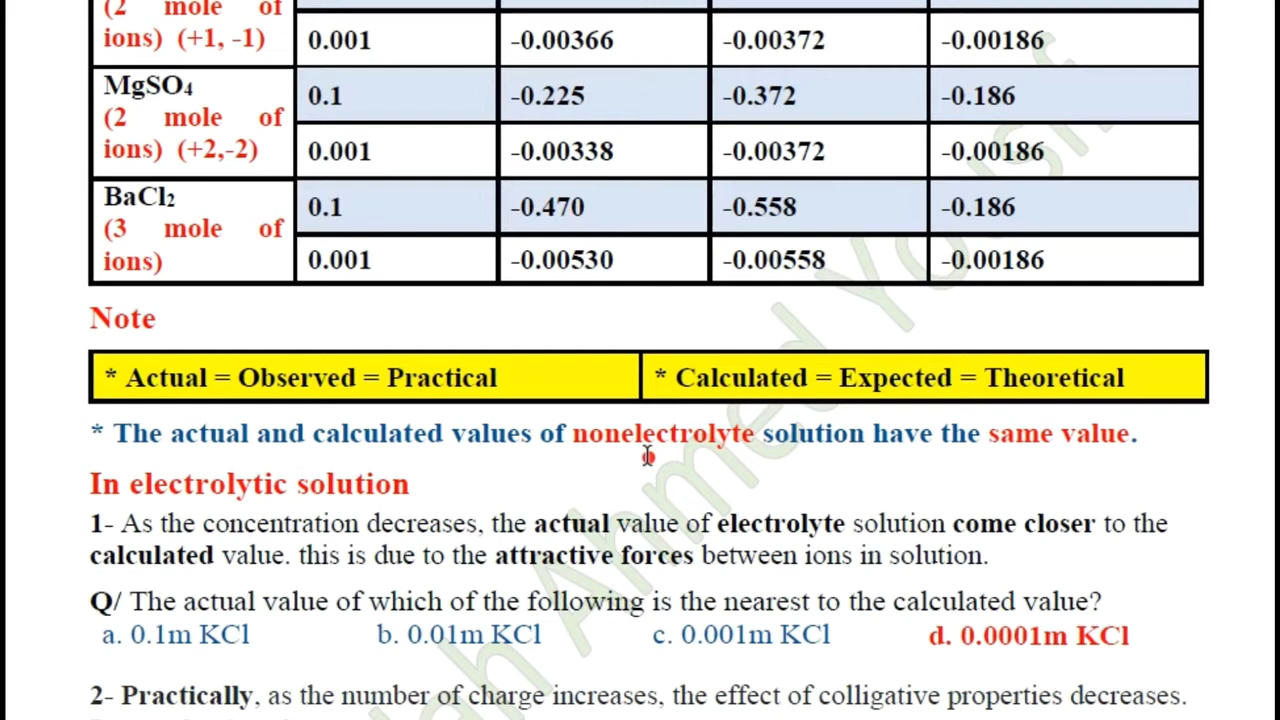 (2 mole of
ions) (+1, -1)
0.001 -0.00366 -0.00372 -0.00186
MgSO₄
(2 mole of
ions) (+2,-2)
0.1 -0.225 -0.372 -0.186
0.001 -0.00338 -0.00372 -0.00186
BaCl₂
(3 mole of
ions)
0.1 -0.470 -0.558 -0.186
0.001 -0.00530 -0.00558 -0.00186
Note
* Actual = Observed = Practical * Calculated = Expected = Theoretical
* The actual and calculated values of nonelectrolyte solution have the same value.
In electrolytic solution
1- As the concentration decreases, the actual value of electrolyte solution come closer to the
calculated value. this is due to the attractive forces between ions in solution.
Q/ The actual value of which of the following is the nearest to the calculated value?
a. 0.1m KCl b. 0.01m KCl c. 0.001m KCl d. 0.0001m KCl
2- Practically, as the number of charge increases, the effect of colligative properties decreases.
Ahmed Yousif